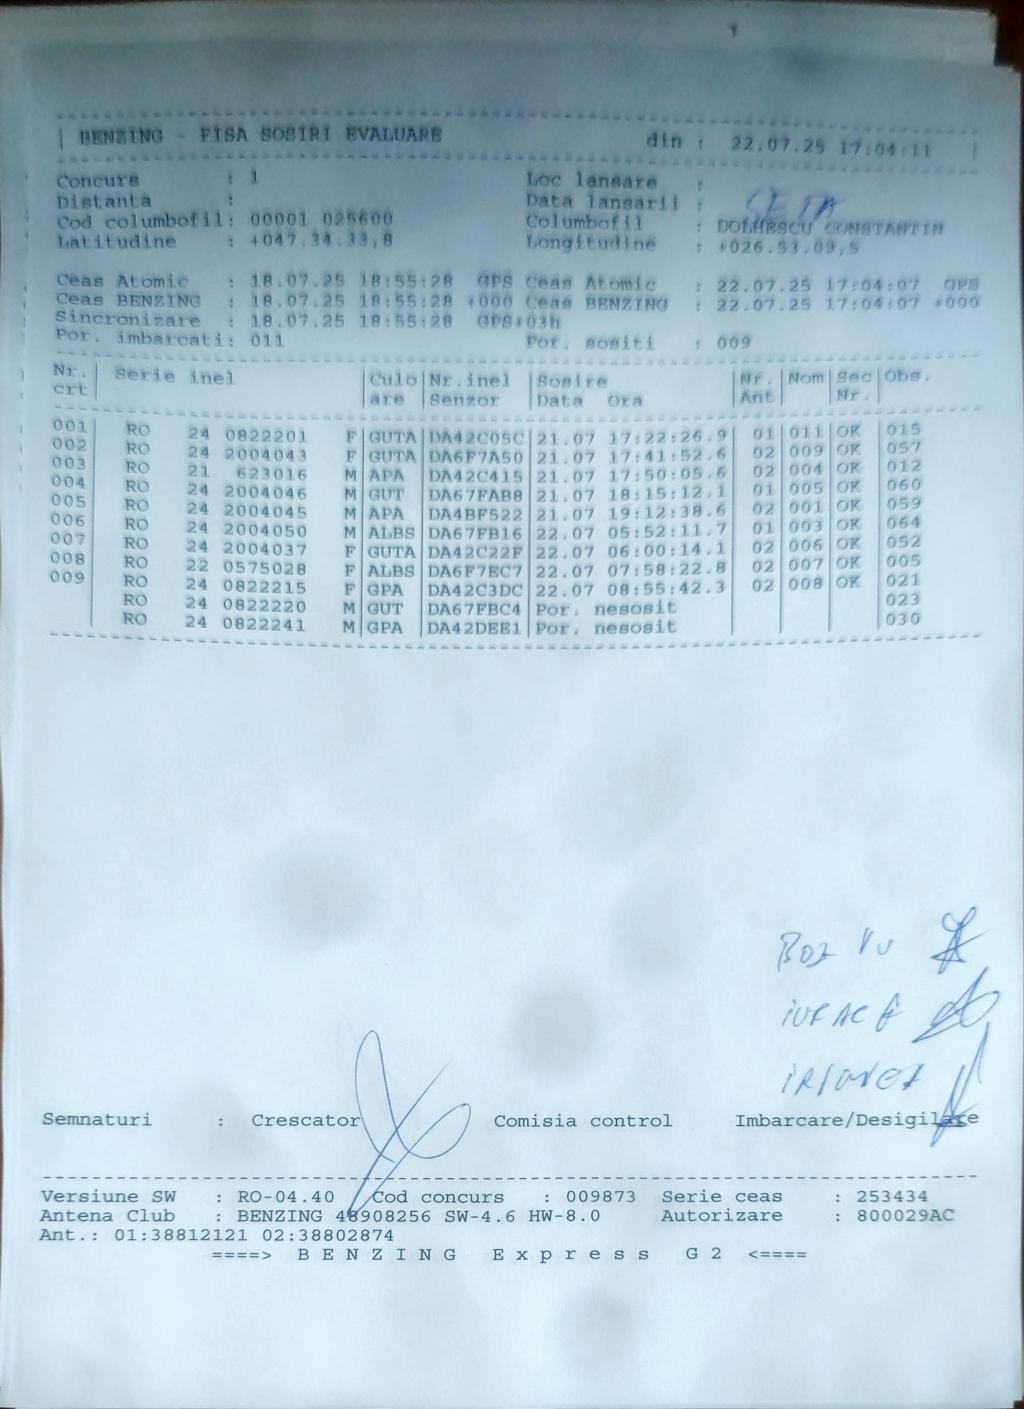 BENZING - FISA SOSIRI EVALUARE din : 22.07.25 17:04:11
Concurs : 1 Loc lansare :
Distanta : Data lansarii :
Cod columbofil: 00001 025600 Columbofil : DOLHESCU CONSTANTIN
Latitudine : +047.34.33,8 Longitudine : +026.53.09,5
Ceas Atomic : 18.07.25 18:55:28 GPS Ceas Atomic : 22.07.25 17:04:07 GPS
Ceas BENZING : 18.07.25 18:55:28 +000 Ceas BENZING : 22.07.25 17:04:07 +000
Sincronizare : 18.07.25 18:55:28 GPS+03h
Por. imbarcati: 011 Por. sositi : 009
Nr. Serie inel Culo Nr.inel Sosire Nr. Nom Sec Obs.
crt are Senzor Data Ora Ant Nr.
001 RO 24 0822201 F GUTA DA42C05C 21.07 17:22:26.9 01 011 OK 015
002 RO 24 2004043 F GUTA DA6F7A50 21.07 17:41:52.6 02 009 OK 057
003 RO 21 623016 M APA DA42C415 21.07 17:50:05.6 02 004 OK 012
004 RO 24 2004046 M GUT DA67FAB8 21.07 18:15:12.1 01 005 OK 060
005 RO 24 2004045 M APA DA4BF522 21.07 19:12:38.6 02 001 OK 059
006 RO 24 2004050 M ALBS DA67FB16 22.07 05:52:11.7 01 003 OK 064
007 RO 24 2004037 F GUTA DA42C22F 22.07 06:00:14.1 02 006 OK 052
008 RO 22 0575028 F ALBS DA6F7EC7 22.07 07:58:22.8 02 007 OK 005
009 RO 24 0822215 F GPA DA42C3DC 22.07 08:55:42.3 02 008 OK 021
RO 24 0822220 M GUT DA67FBC4 Por. nesosit 023
RO 24 0822241 M GPA DA42DEE1 Por. nesosit 030
Semnaturi : Crescator Comisia control Imbarcare/Desigilare
Versiune SW : RO-04.40 Cod concurs : 009873 Serie ceas : 253434
Antena Club : BENZING 48908256 SW-4.6 HW-8.0 Autorizare : 800029AC
Ant.: 01:38812121 02:38802874
====> B E N Z I N G E x p r e s s G 2 <====